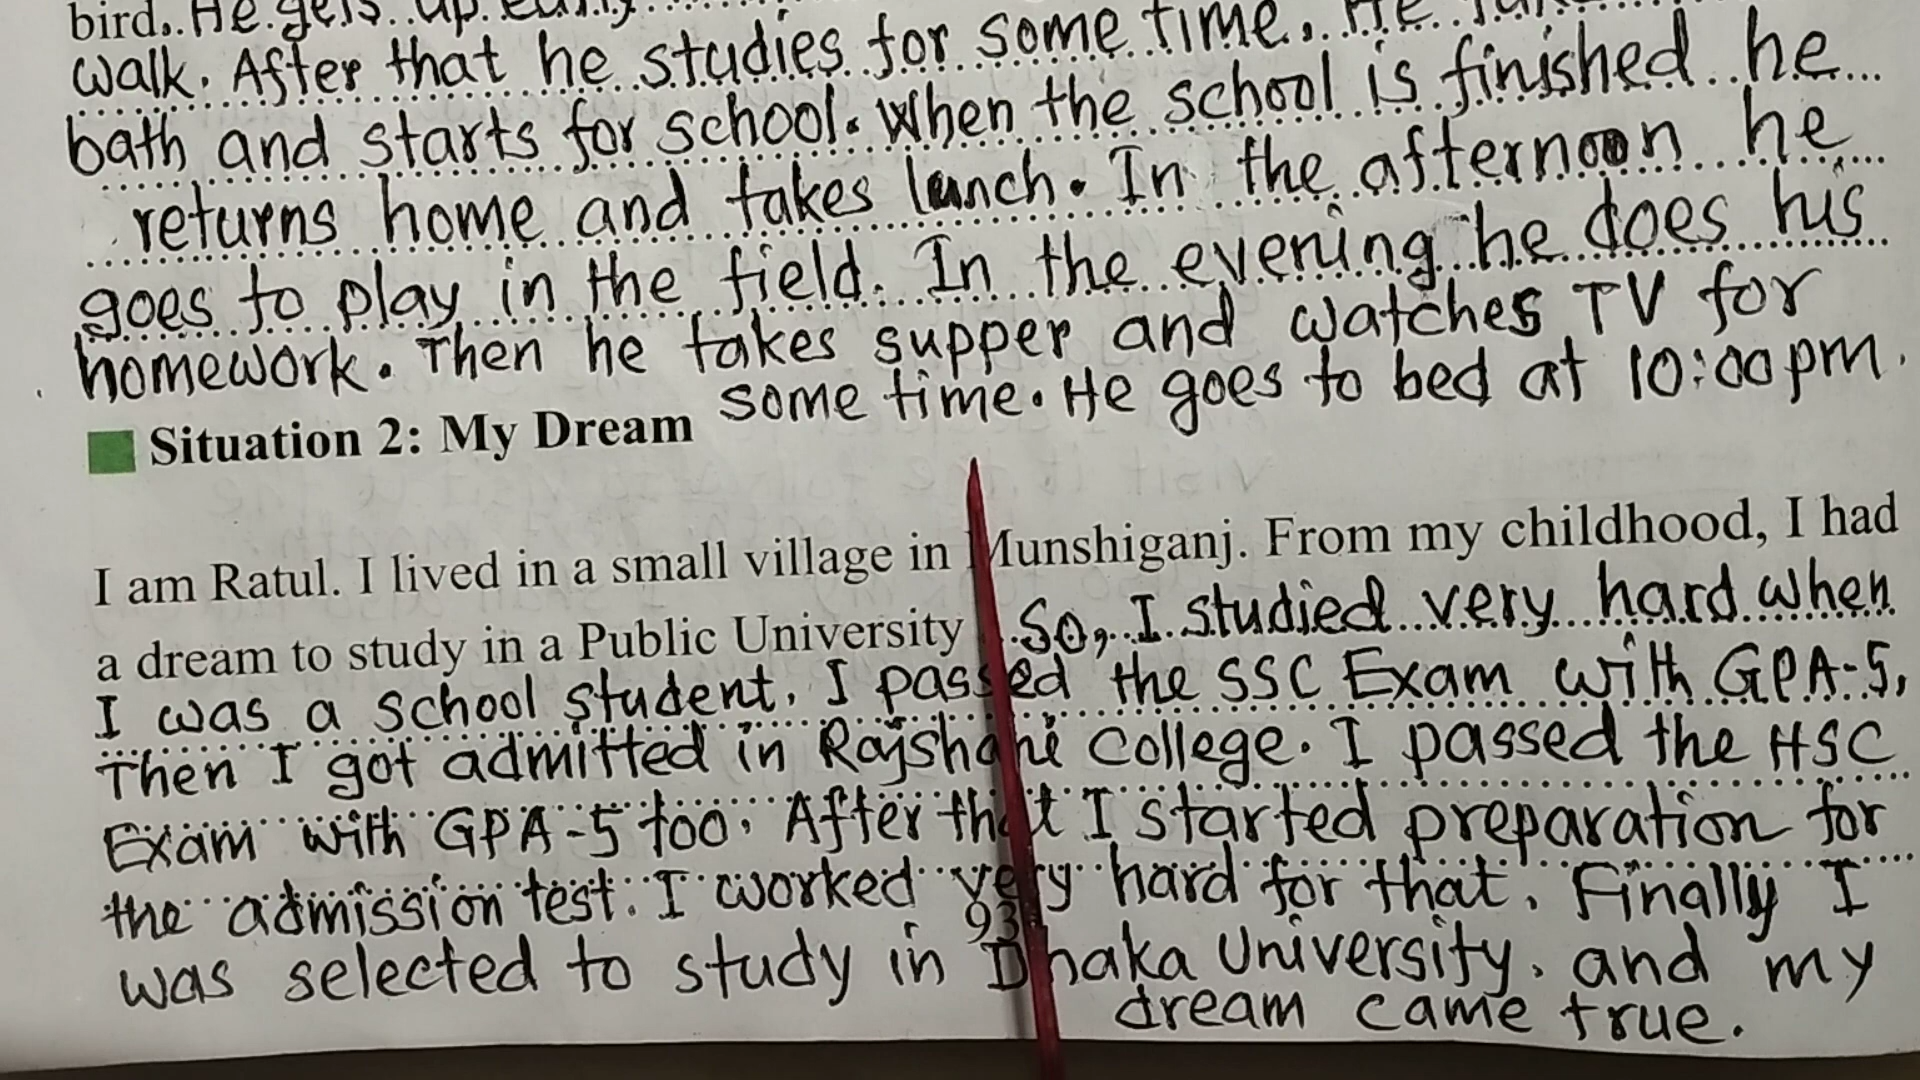 bird. He gets up early
walk. After that he studies for some time. He
bath and starts for school. When the school is finished he
returns home and takes lunch. In the afternoon he
goes to play in the field. In the evening he does his
homework. Then he takes supper and watches TV for
some time. He goes to bed at 10:00pm.
Situation 2: My Dream
I am Ratul. I lived in a small village in Munshiganj. From my childhood, I had
a dream to study in a Public University. So, I studied very hard when
I was a school student. I passed the SSC Exam with GPA-5.
Then I got admitted in Rajshahi College. I passed the HSC
Exam with GPA-5 too. After that I started preparation for
the admission test. I worked very hard for that. Finally I
93
was selected to study in Dhaka University. and my
dream came true.